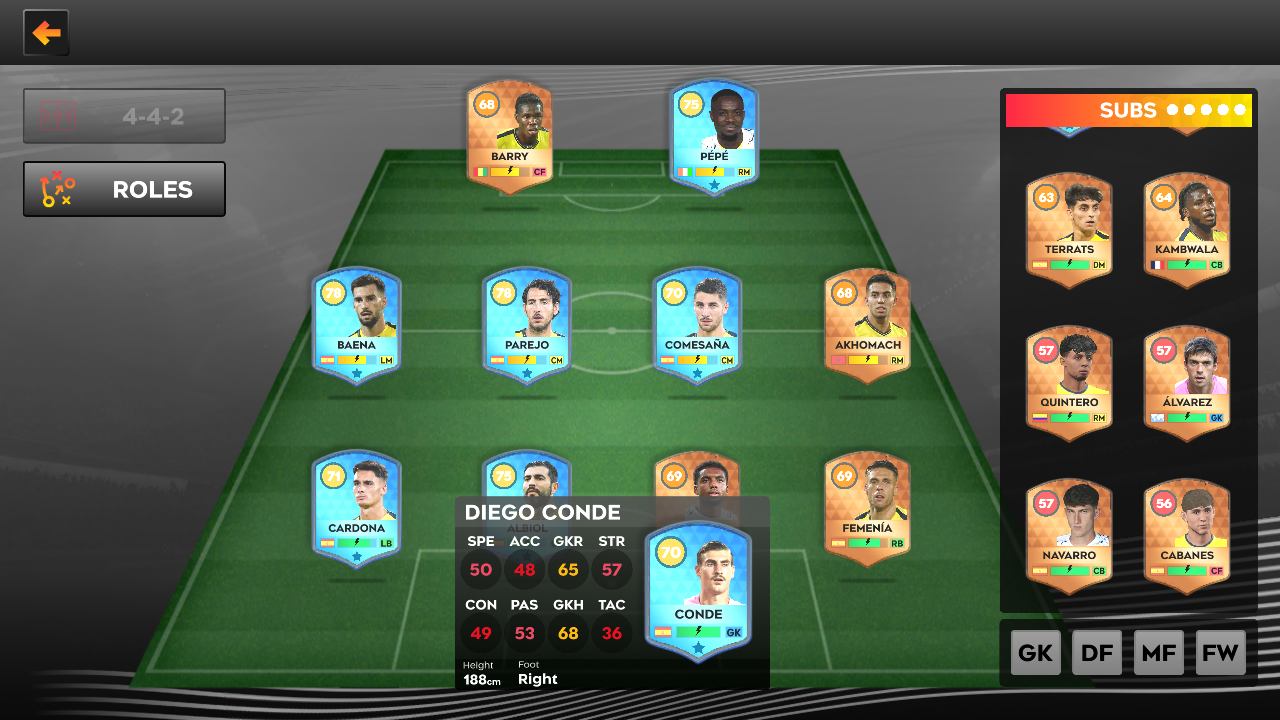 4-4-2
ROLES
68
BARRY
CF
75
PÉPÉ
RM
78
BAENA
LM
78
PAREJO
CM
70
COMESAÑA
CM
68
AKHOMACH
RM
71
CARDONA
LB
75
ALBIOL
69
69
FEMENÍA
RB
DIEGO CONDE
SPE ACC GKR STR
50 48 65 57
CON PAS GKH TAC
49 53 68 36
Height Foot
188cm Right
70
CONDE
GK
SUBS
63
TERRATS
DM
64
KAMBWALA
CB
57
QUINTERO
RM
57
ÁLVAREZ
GK
57
NAVARRO
CB
56
CABANES
CF
GK DF MF FW